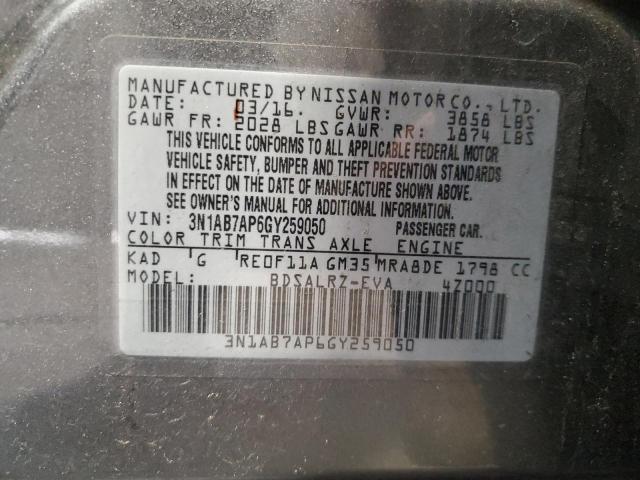 MANUFACTURED BY NISSAN MOTOR CO., LTD.
DATE: 03/16. GVWR: 3858 LBS
GAWR FR: 2028 LBS GAWR RR: 1874 LBS
THIS VEHICLE CONFORMS TO ALL APPLICABLE FEDERAL MOTOR
VEHICLE SAFETY, BUMPER AND THEFT PREVENTION STANDARDS
IN EFFECT ON THE DATE OF MANUFACTURE SHOWN ABOVE.
SEE OWNER'S MANUAL FOR ADDITIONAL INFORMATION.
VIN: 3N1AB7AP6GY259050 PASSENGER CAR.
COLOR TRIM TRANS AXLE ENGINE
KAD G RE0F11A GM35 MRA8DE 1798 CC
MODEL: BDSALRZ-EVA 4Z000
3N1AB7AP6GY259050